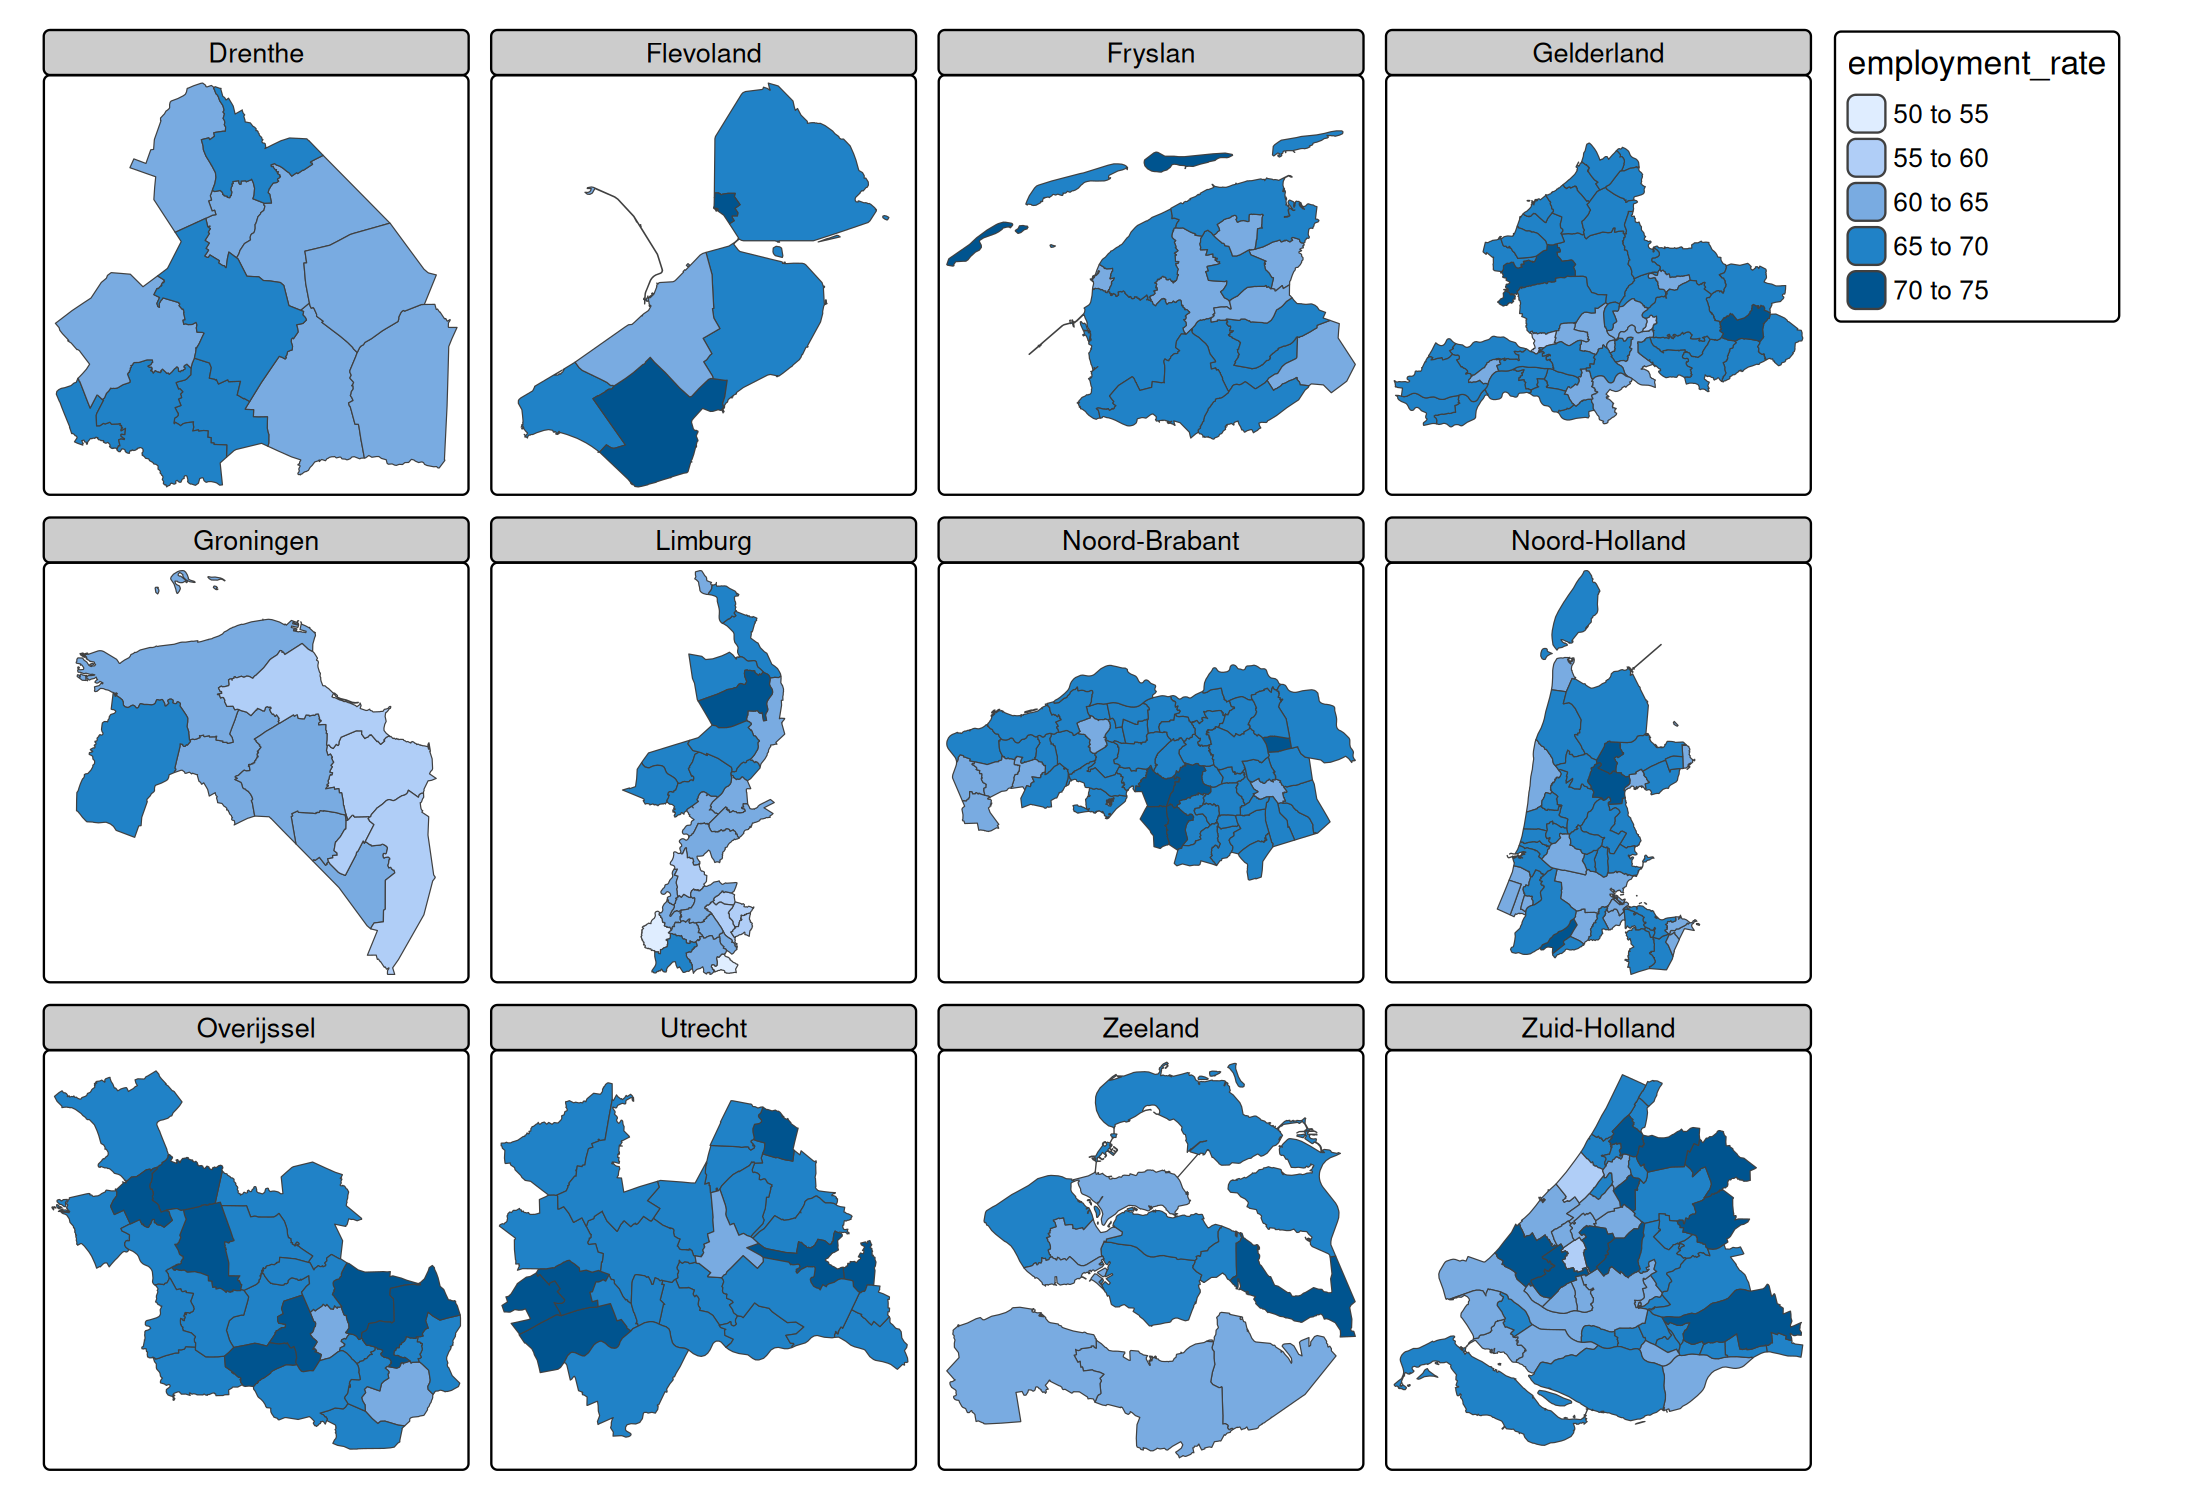 Drenthe
Flevoland
Fryslan
Gelderland
employment_rate
50 to 55
55 to 60
60 to 65
65 to 70
70 to 75
Groningen
Limburg
Noord-Brabant
Noord-Holland
Overijssel
Utrecht
Zeeland
Zuid-Holland